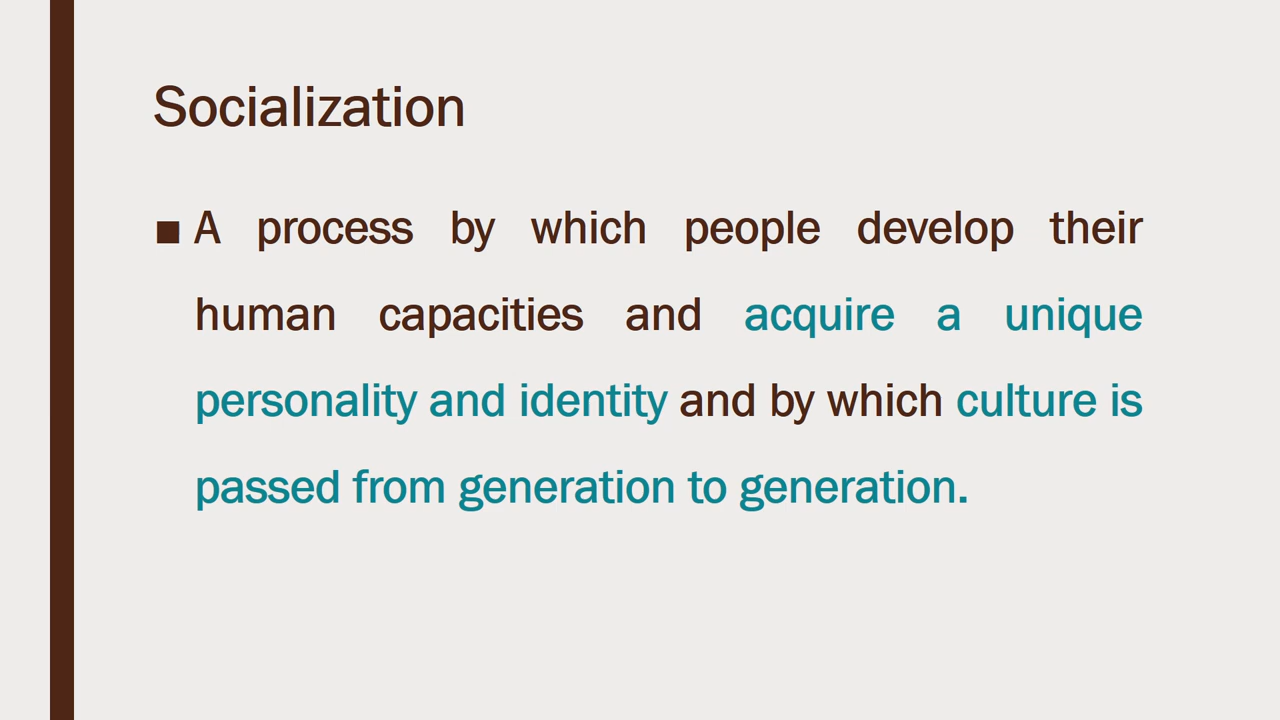 Socialization
■ A process by which people develop their
human capacities and acquire a unique
personality and identity and by which culture is
passed from generation to generation.